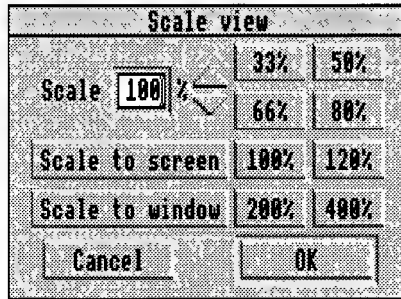 Scale view
Scale 100 %
33% 50%
66% 80%
Scale to screen 100% 120%
Scale to window 200% 400%
Cancel OK